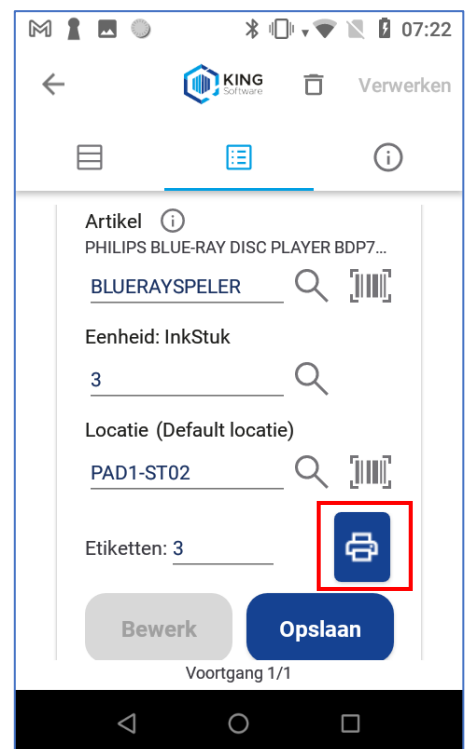 07:22
KING
Software
Verwerken
Artikel
PHILIPS BLUE-RAY DISC PLAYER BDP7...
BLUERAYSPELER
Eenheid: InkStuk
3
Locatie (Default locatie)
PAD1-ST02
Etiketten: 3
Bewerk
Opslaan
Voortgang 1/1